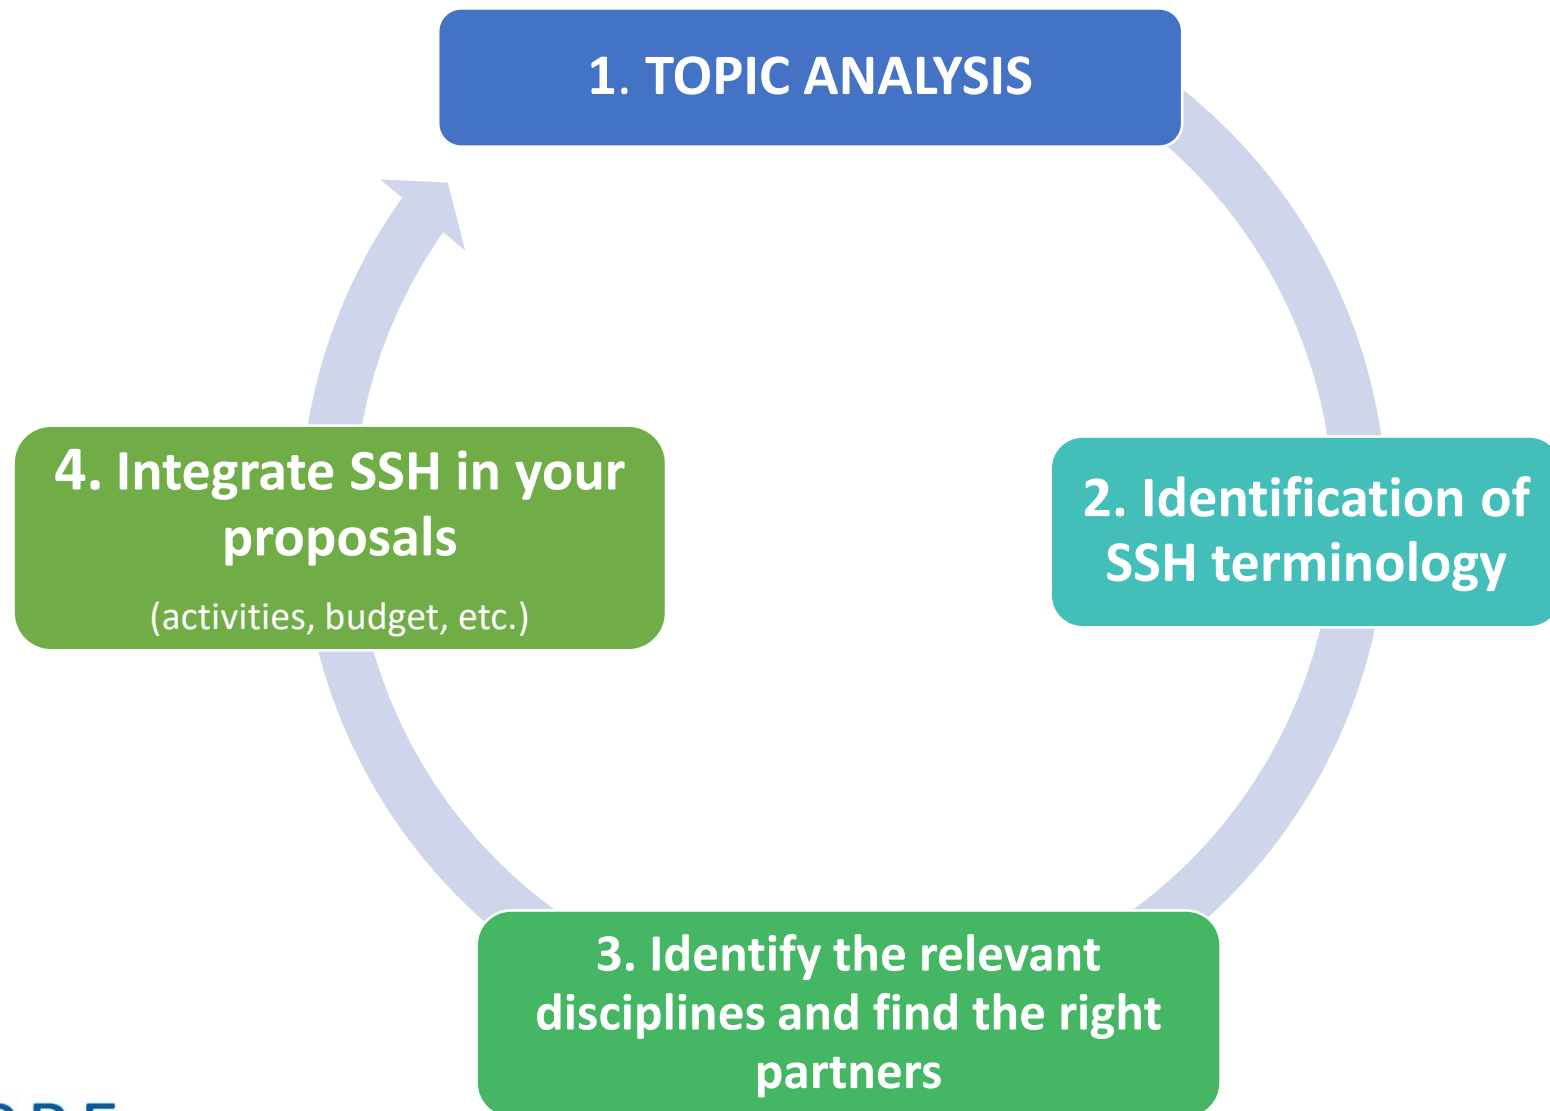 1. TOPIC ANALYSIS
2. Identification of
SSH terminology
3. Identify the relevant
disciplines and find the right
partners
4. Integrate SSH in your
proposals
(activities, budget, etc.)